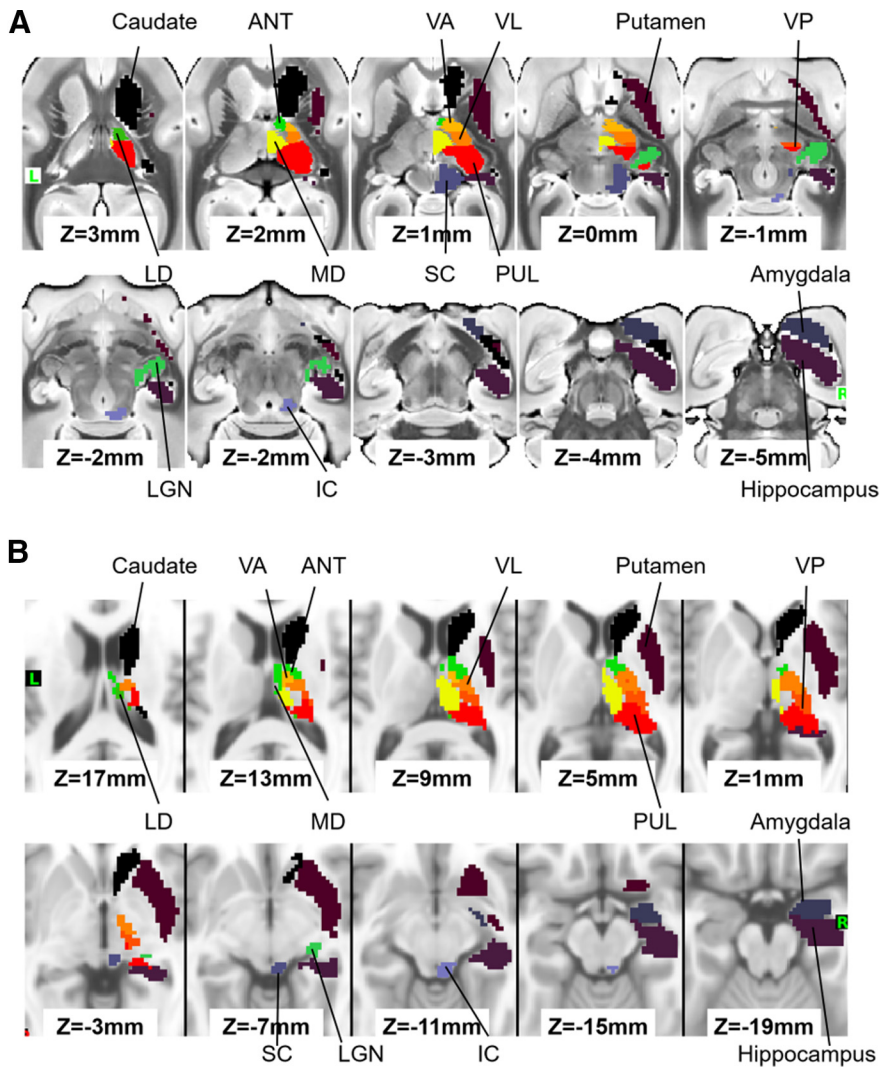 A
Caudate ANT VA VL Putamen VP
L
Z=3mm Z=2mm Z=1mm Z=0mm Z=-1mm
LD MD SC PUL Amygdala
R
Z=-2mm Z=-2mm Z=-3mm Z=-4mm Z=-5mm
LGN IC Hippocampus
B
Caudate VA ANT VL Putamen VP
L
Z=17mm Z=13mm Z=9mm Z=5mm Z=1mm
LD MD PUL Amygdala
R
Z=-3mm Z=-7mm Z=-11mm Z=-15mm Z=-19mm
SC LGN IC Hippocampus